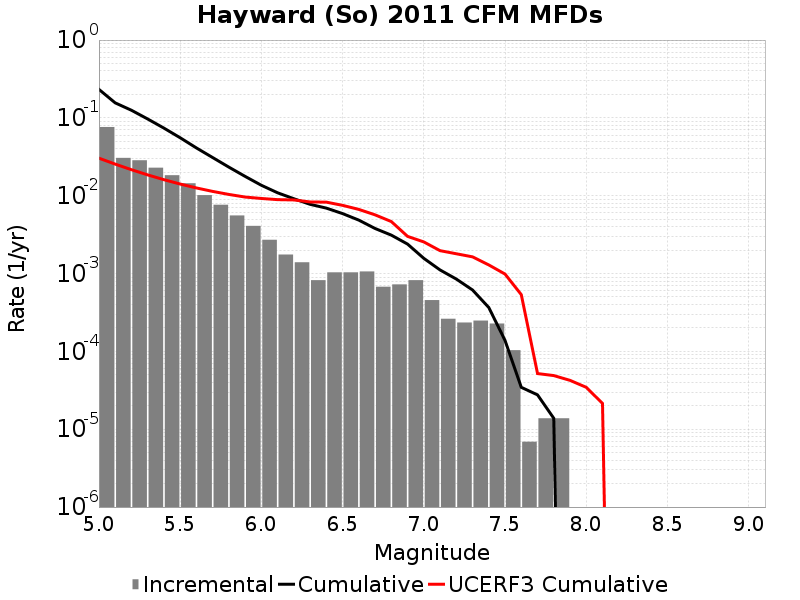 Hayward (So) 2011 CFM MFDs
10^0
10^-1
10^-2
10^-3
10^-4
10^-5
10^-6
Rate (1/yr)
5.0 5.5 6.0 6.5 7.0 7.5 8.0 8.5 9.0
Magnitude
Incremental Cumulative UCERF3 Cumulative